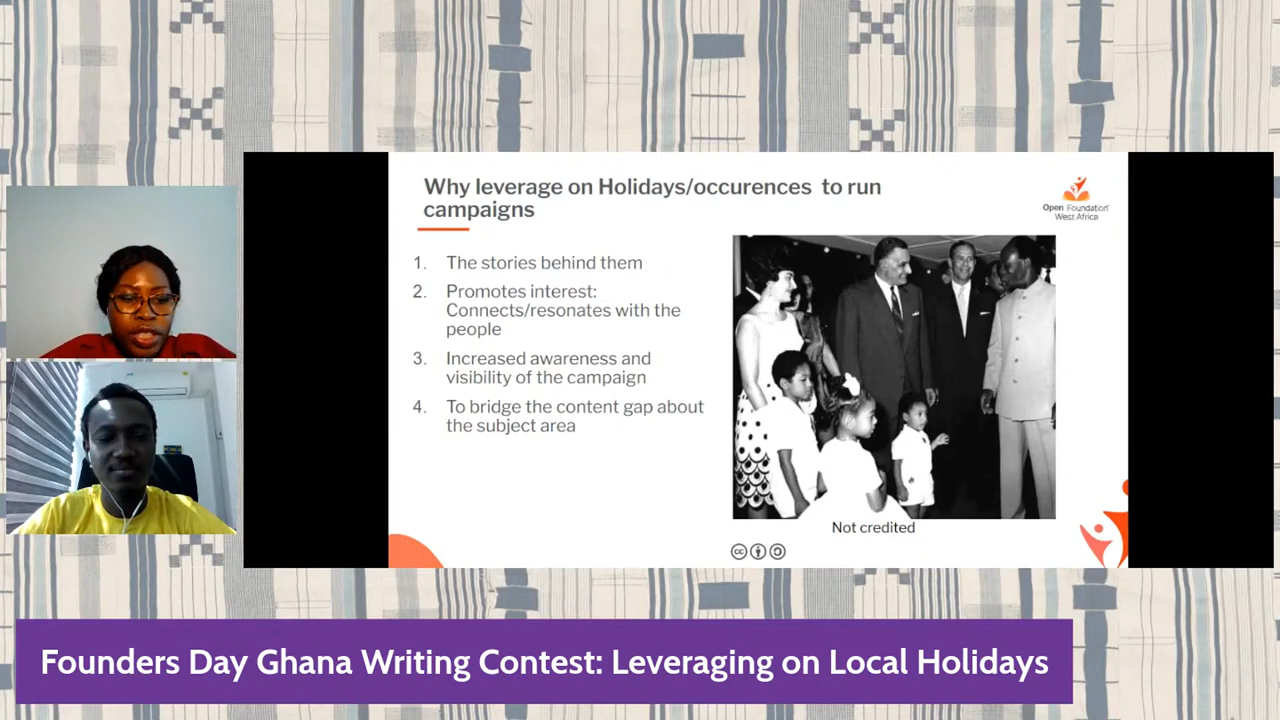 Why leverage on Holidays/occurences to run
campaigns
Open Foundation
West Africa
1. The stories behind them
2. Promotes interest:
Connects/resonates with the
people
3. Increased awareness and
visibility of the campaign
4. To bridge the content gap about
the subject area
Not credited
cc
Founders Day Ghana Writing Contest: Leveraging on Local Holidays